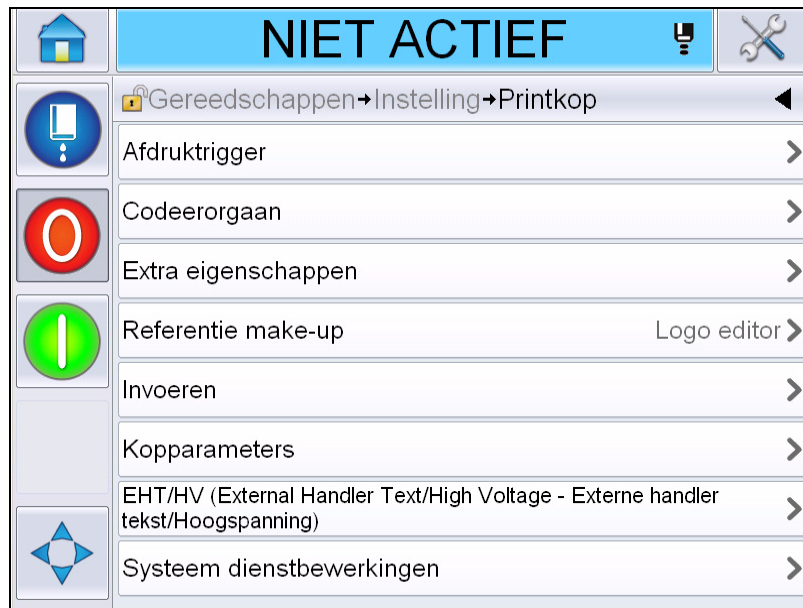 NIET ACTIEF
Gereedschappen→Instelling→Printkop
Afdruktrigger
Codeerorgaan
Extra eigenschappen
Referentie make-up Logo editor
Invoeren
Kopparameters
EHT/HV (External Handler Text/High Voltage - Externe handler
tekst/Hoogspanning)
Systeem dienstbewerkingen